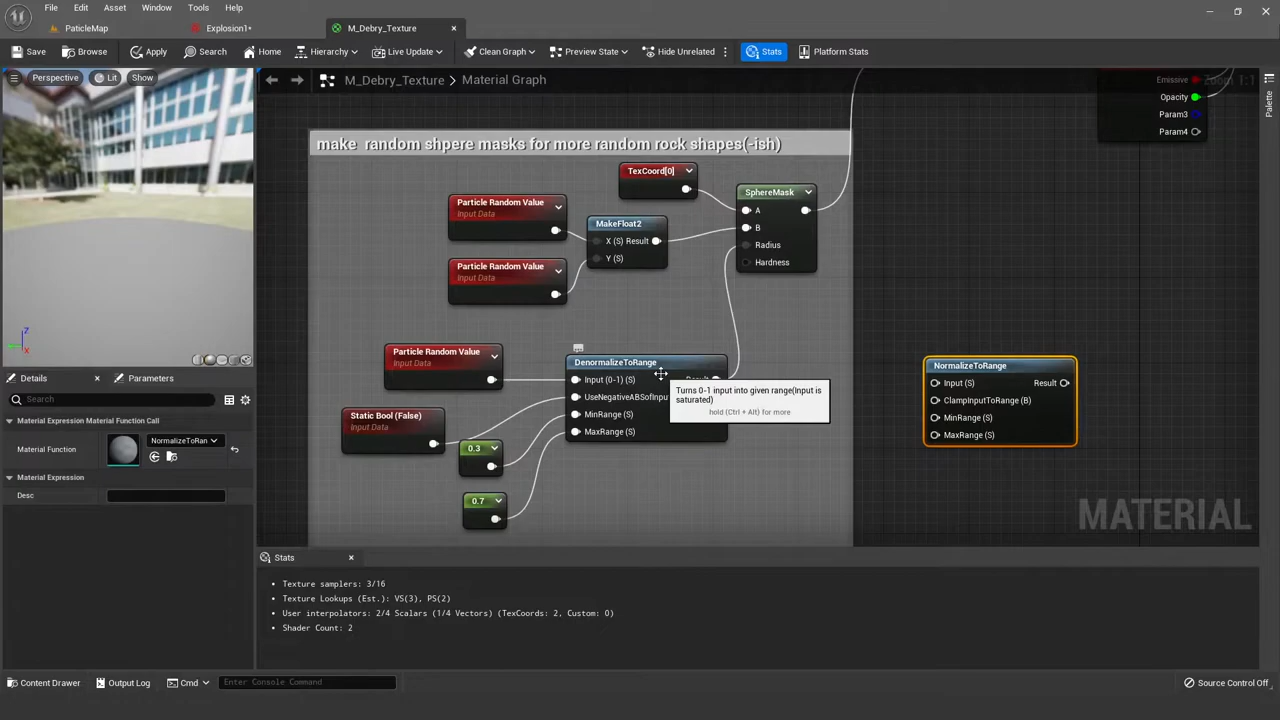 File Edit Asset Window Tools Help
PaticleMap Explosion1* M_Debry_Texture
Save Browse Apply Search Home Hierarchy Live Update Clean Graph Preview State Hide Unrelated Stats Platform Stats
Perspective Lit Show
M_Debry_Texture > Material Graph
Zoom 1:1
Palette
Emissive
Opacity
Param3
Param4
make random shpere masks for more random rock shapes(-ish)
TexCoord[0]
SphereMask
A
B
Radius
Hardness
Particle Random Value
Input Data
MakeFloat2
X (S) Result
Y (S)
Particle Random Value
Input Data
Particle Random Value
Input Data
DenormalizeToRange
Input (0-1) (S)
UseNegativeABSofInpu
MinRange (S)
MaxRange (S)
Turns 0-1 input into given range(Input is
saturated)
hold (Ctrl + Alt) for more
Static Bool (False)
Input Data
0.3
0.7
NormalizeToRange
Input (S) Result
ClampInputToRange (B)
MinRange (S)
MaxRange (S)
MATERIAL
Details Parameters
Search
Material Expression Material Function Call
Material Function NormalizeToRan
Material Expression
Desc
Stats
• Texture samplers: 3/16
• Texture Lookups (Est.): VS(3), PS(2)
• User interpolators: 2/4 Scalars (1/4 Vectors) (TexCoords: 2, Custom: 0)
• Shader Count: 2
Content Drawer Output Log Cmd Enter Console Command Source Control Off